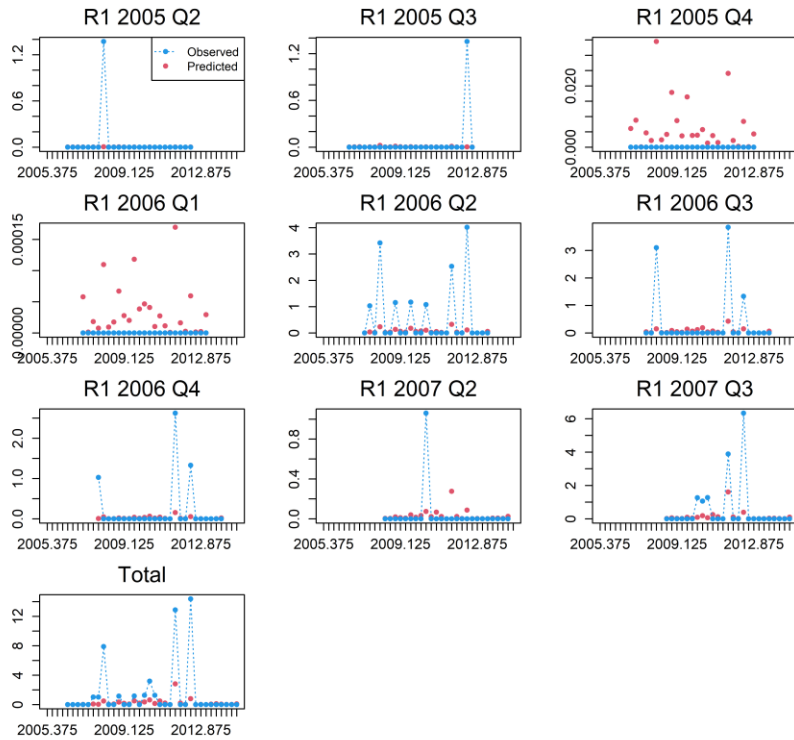 R1 2005 Q2
R1 2005 Q3
R1 2005 Q4
0.0 0.6 1.2
Observed
Predicted
0.0 0.6 1.2
0.000 0.020
2005.375 2009.125 2012.875
2005.375 2009.125 2012.875
2005.375 2009.125 2012.875
R1 2006 Q1
R1 2006 Q2
R1 2006 Q3
0.00000 0.00015
0 1 2 3 4
0 1 2 3
2005.375 2009.125 2012.875
2005.375 2009.125 2012.875
2005.375 2009.125 2012.875
R1 2006 Q4
R1 2007 Q2
R1 2007 Q3
0.0 1.0 2.0
0.0 0.4 0.8
0 2 4 6
2005.375 2009.125 2012.875
2005.375 2009.125 2012.875
2005.375 2009.125 2012.875
Total
0 4 8 12
2005.375 2009.125 2012.875